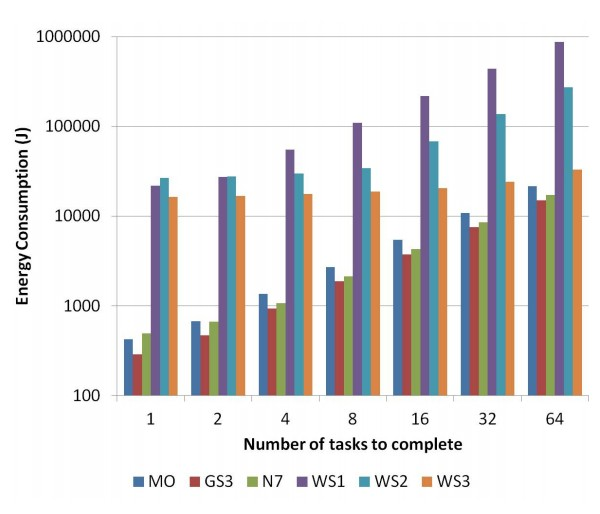 1000000
100000
10000
1000
100
Energy Consumption (J)
1 2 4 8 16 32 64
Number of tasks to complete
MO GS3 N7 WS1 WS2 WS3